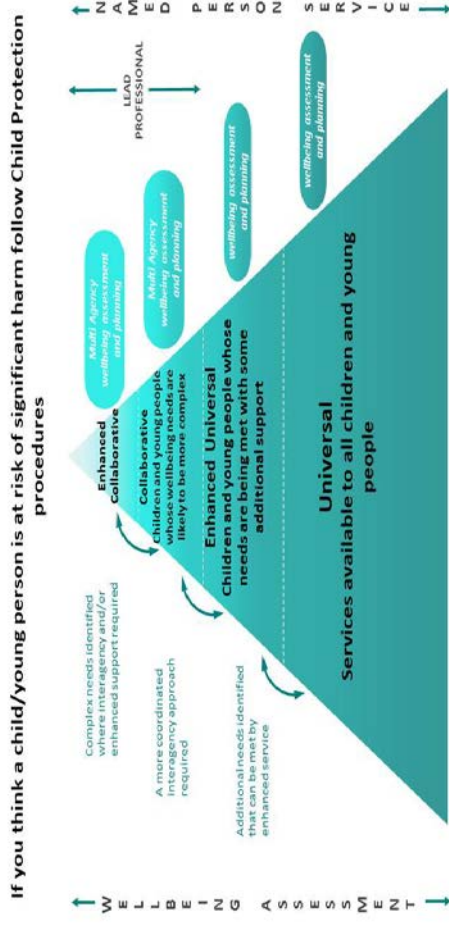 If you think a child/young person is at risk of significant harm follow Child Protection
procedures
WELLBEING ASSESSMENT
Complex needs identified
where interagency and/or
enhanced support required
A more coordinated
interagency approach
required
Additional needs identified
that can be met by
enhanced service
Enhanced
Collaborative
Collaborative
Children and young people
whose wellbeing needs are
likely to be more complex
Enhanced Universal
Children and young people whose
needs are being met with some
additional support
Universal
Services available to all children and young
people
Multi Agency
wellbeing assessment
and planning
Multi Agency
wellbeing assessment
and planning
wellbeing assessment
and planning
wellbeing assessment
and planning
LEAD
PROFESSIONAL
NAMED PERSON SERVICE